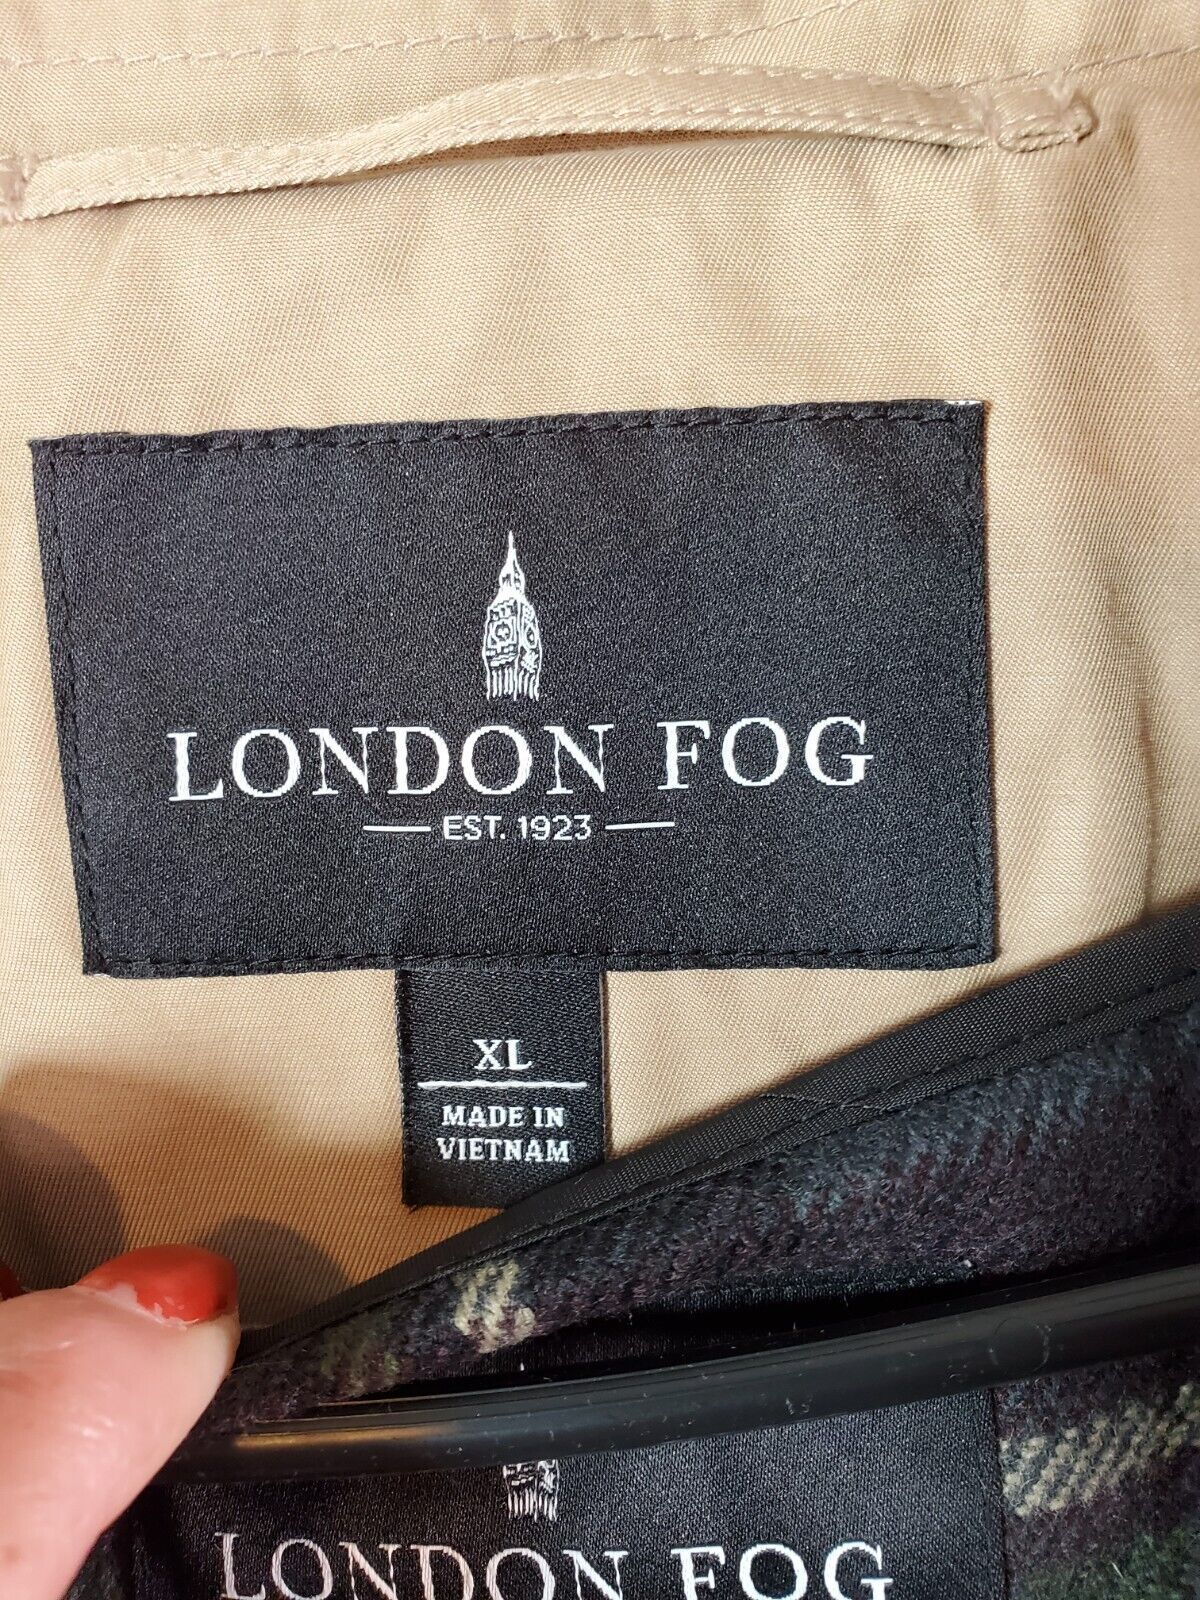 LONDON FOG
EST. 1923
XL
MADE IN
VIETNAM
LONDON FOG